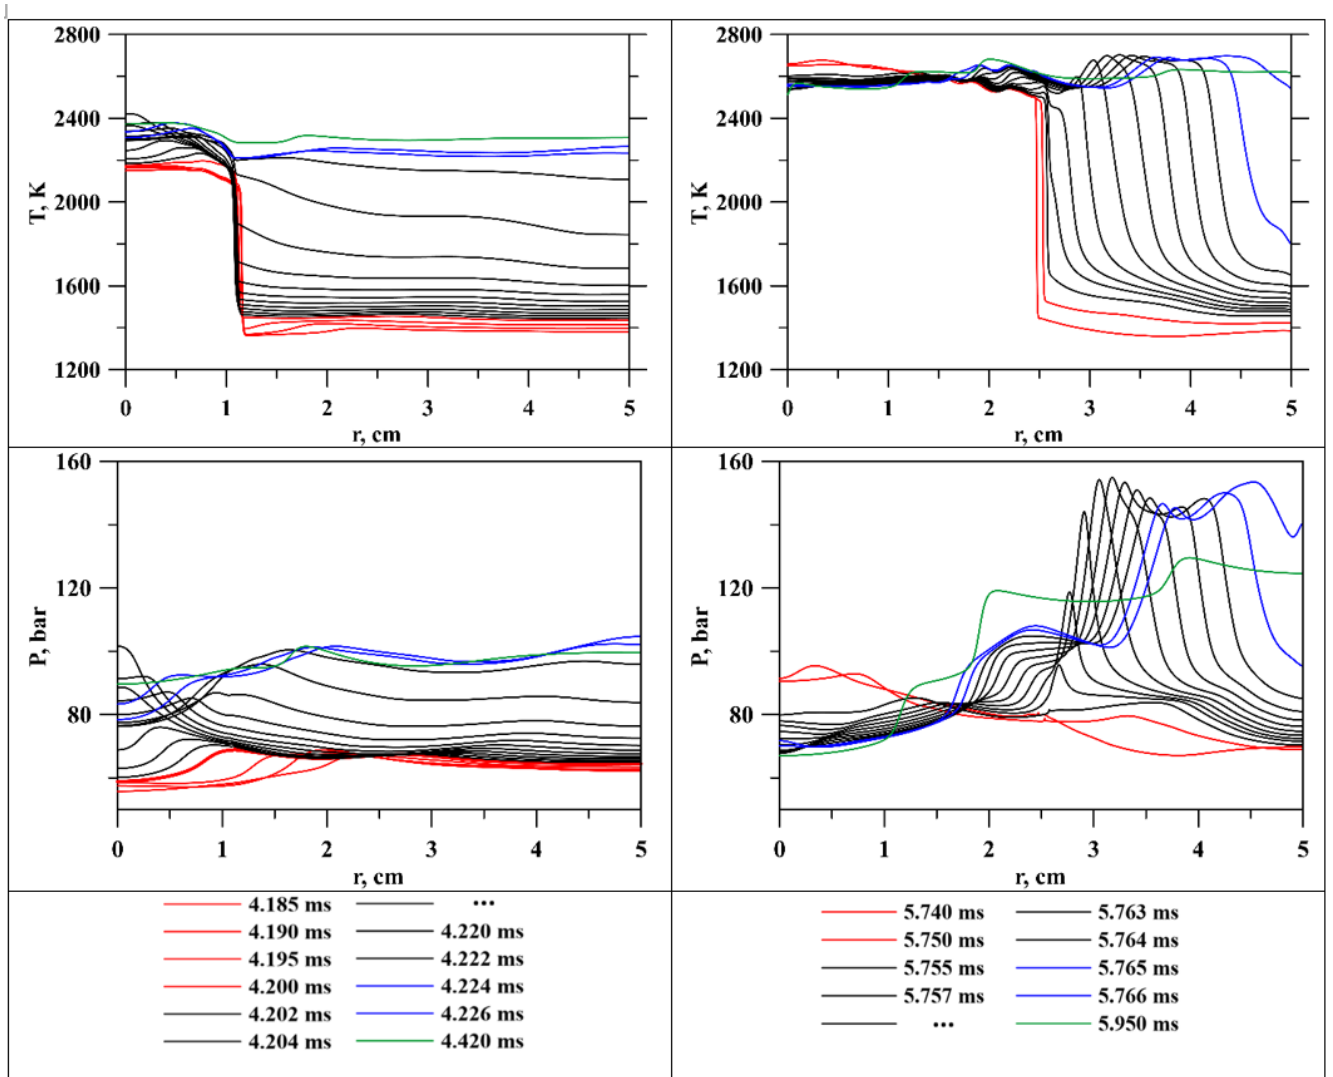 2800
2400
2000
1600
1200
T, K
0 1 2 3 4 5
r, cm
2800
2400
2000
1600
1200
T, K
0 1 2 3 4 5
r, cm
160
120
80
P, bar
0 1 2 3 4 5
r, cm
160
120
80
P, bar
0 1 2 3 4 5
r, cm
4.185 ms ...
4.190 ms 4.220 ms
4.195 ms 4.222 ms
4.200 ms 4.224 ms
4.202 ms 4.226 ms
4.204 ms 4.420 ms
5.740 ms 5.763 ms
5.750 ms 5.764 ms
5.755 ms 5.765 ms
5.757 ms 5.766 ms
... 5.950 ms